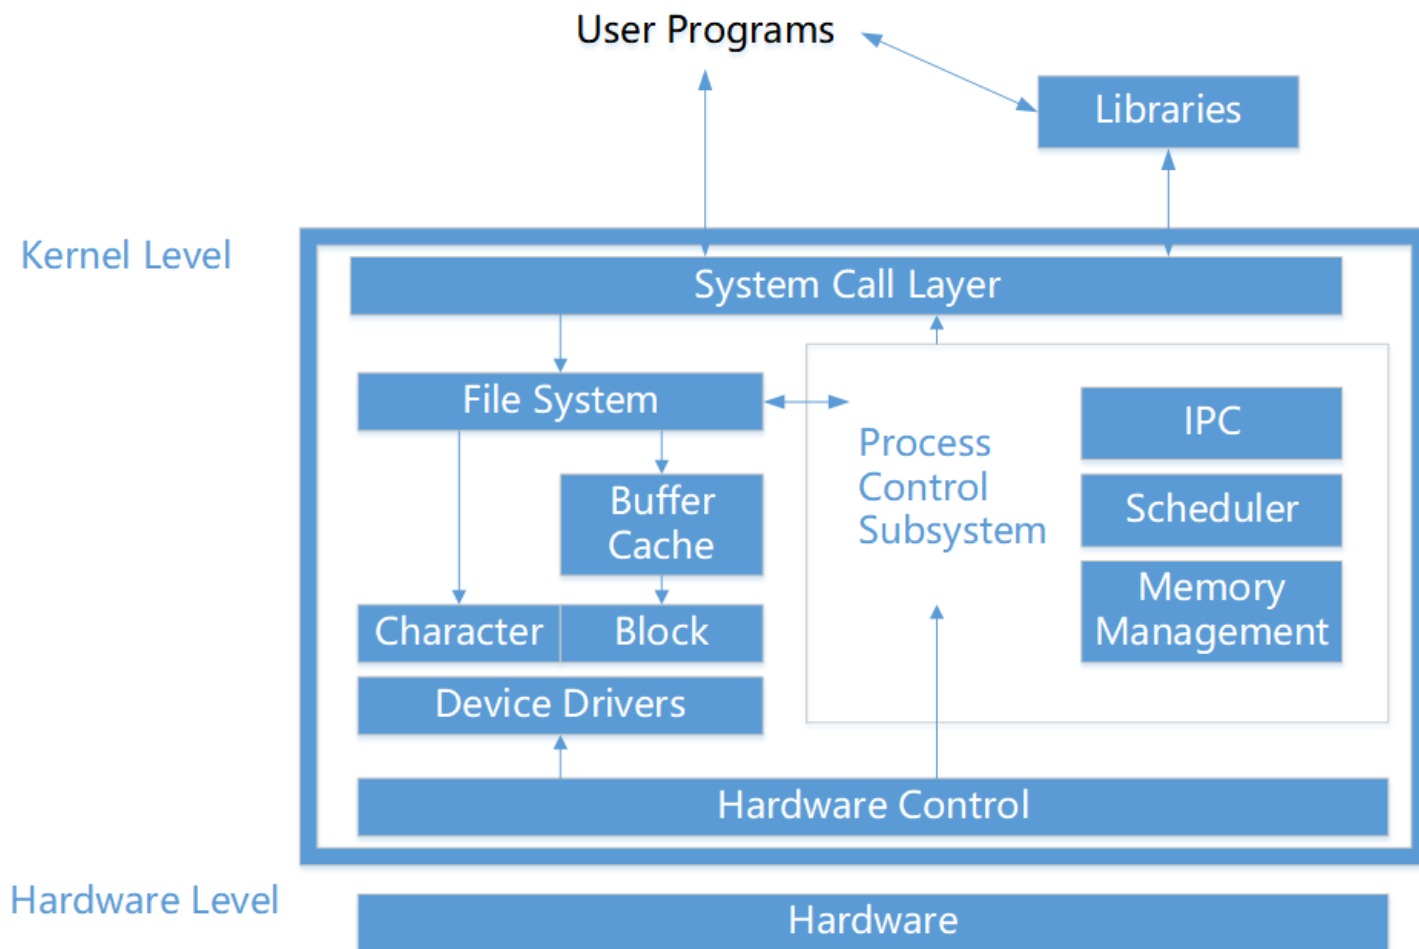 User Programs
Libraries
Kernel Level
System Call Layer
File System
Process
Control
Subsystem
IPC
Scheduler
Memory
Management
Buffer
Cache
Character
Block
Device Drivers
Hardware Control
Hardware Level
Hardware